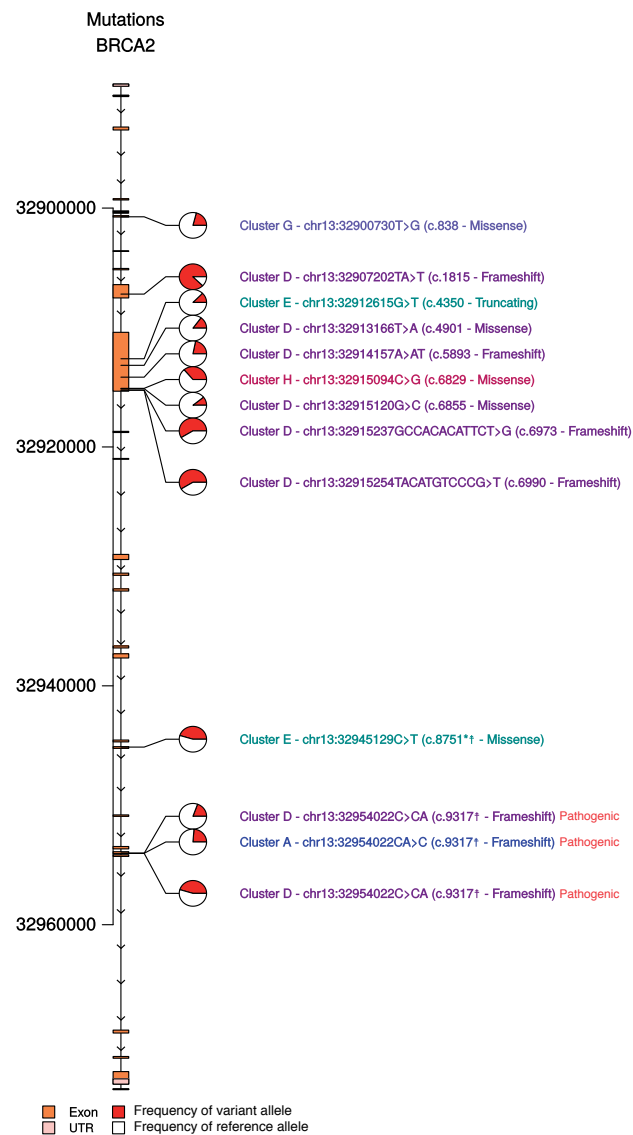 Mutations
BRCA2
32900000
Cluster G - chr13:32900730T>G (c.838 - Missense)
Cluster D - chr13:32907202TA>T (c.1815 - Frameshift)
Cluster E - chr13:32912615G>T (c.4350 - Truncating)
Cluster D - chr13:32913166T>A (c.4901 - Missense)
Cluster D - chr13:32914157A>AT (c.5893 - Frameshift)
Cluster H - chr13:32915094C>G (c.6829 - Missense)
Cluster D - chr13:32915120G>C (c.6855 - Missense)
Cluster D - chr13:32915237GCCACACATTCT>G (c.6973 - Frameshift)
32920000
Cluster D - chr13:32915254TACATGTCCCG>T (c.6990 - Frameshift)
32940000
Cluster E - chr13:32945129C>T (c.8751*† - Missense)
Cluster D - chr13:32954022C>CA (c.9317† - Frameshift) Pathogenic
Cluster A - chr13:32954022CA>C (c.9317† - Frameshift) Pathogenic
Cluster D - chr13:32954022C>CA (c.9317† - Frameshift) Pathogenic
32960000
Exon Frequency of variant allele
UTR Frequency of reference allele